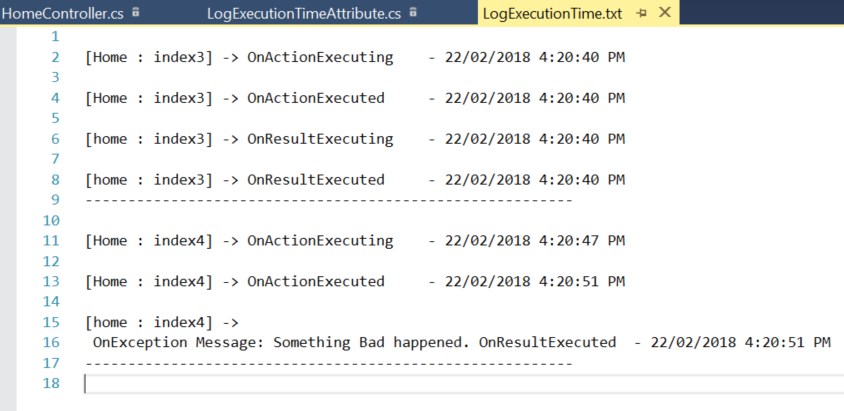 HomeController.cs LogExecutionTimeAttribute.cs LogExecutionTime.txt
1
2 [Home : index3] -> OnActionExecuting    - 22/02/2018 4:20:40 PM
3
4 [Home : index3] -> OnActionExecuted     - 22/02/2018 4:20:40 PM
5
6 [home : index3] -> OnResultExecuting    - 22/02/2018 4:20:40 PM
7
8 [home : index3] -> OnResultExecuted     - 22/02/2018 4:20:40 PM
9 ---------------------------------------------------------
10
11 [Home : index4] -> OnActionExecuting    - 22/02/2018 4:20:47 PM
12
13 [Home : index4] -> OnActionExecuted     - 22/02/2018 4:20:51 PM
14
15 [home : index4] ->
16  OnException Message: Something Bad happened. OnResultExecuted  - 22/02/2018 4:20:51 PM
17 ---------------------------------------------------------
18